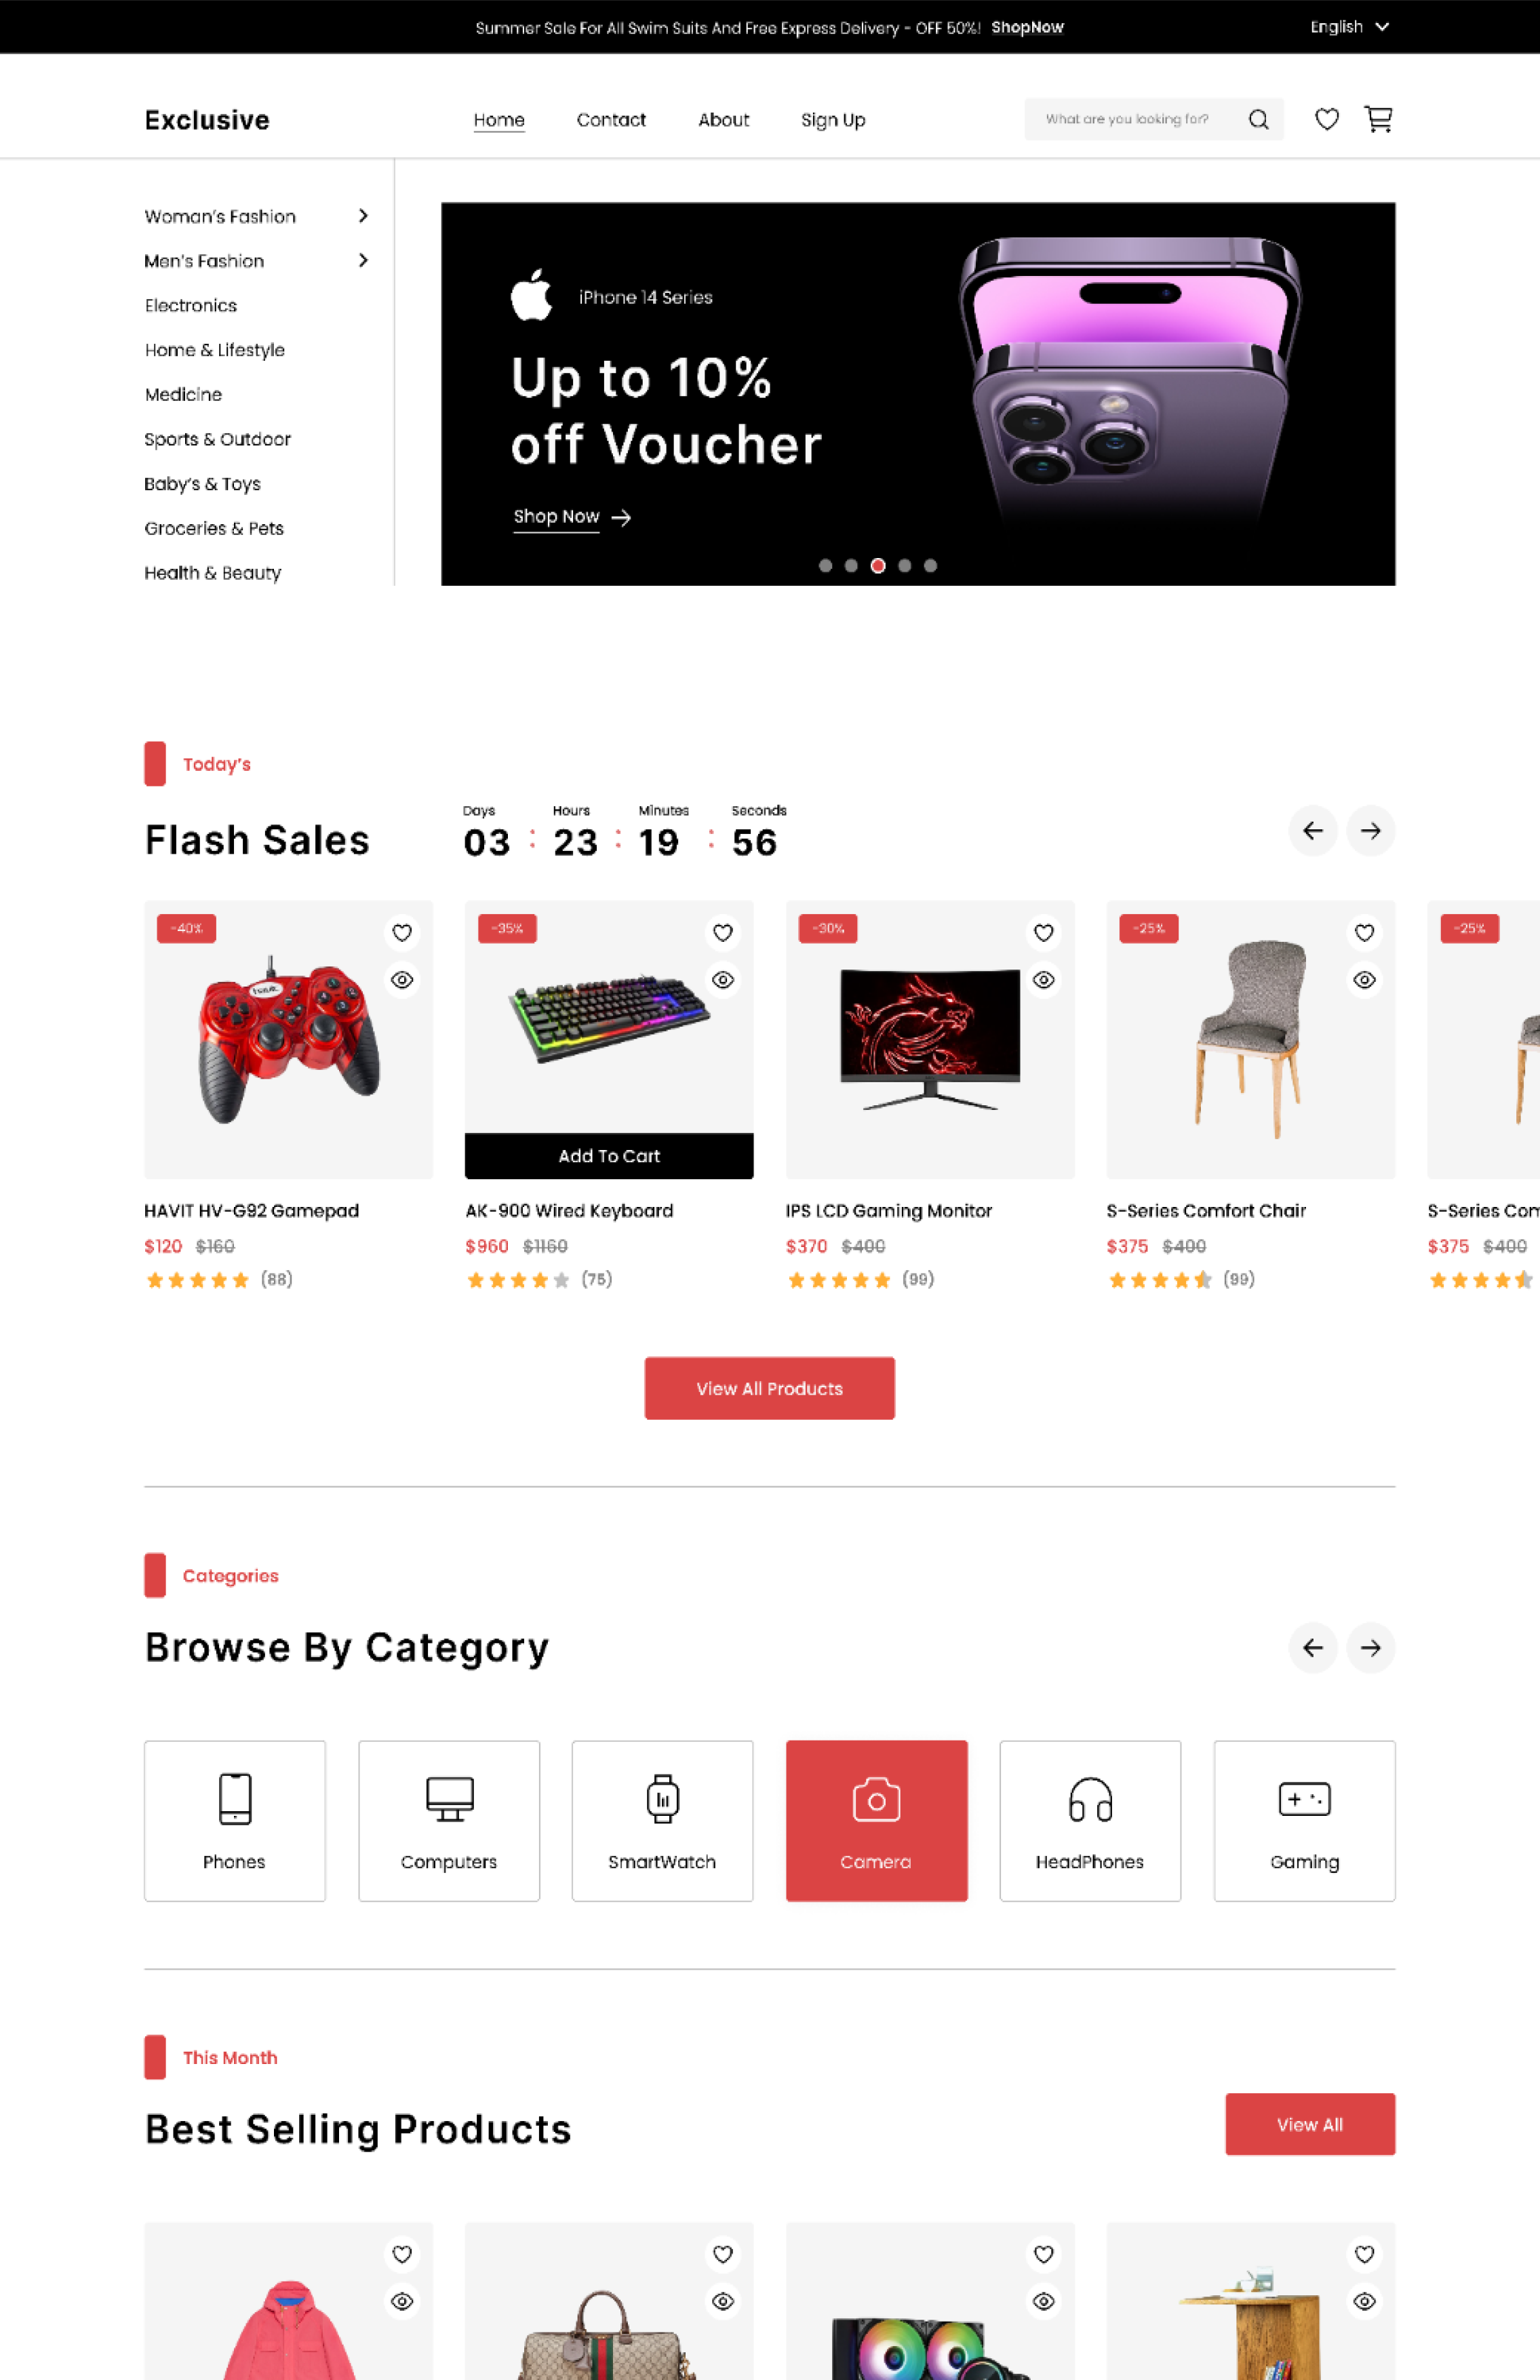 Summer Sale For All Swim Suits And Free Express Delivery - OFF 50%! ShopNow
English
Exclusive
Home Contact About Sign Up
What are you looking for?
Woman's Fashion
Men's Fashion
Electronics
Home & Lifestyle
Medicine
Sports & Outdoor
Baby's & Toys
Groceries & Pets
Health & Beauty
iPhone 14 Series
Up to 10%
off Voucher
Shop Now
Today's
Flash Sales
Days Hours Minutes Seconds
03 : 23 : 19 : 56
-40% -35% -30% -25% -25%
havit
Add To Cart
HAVIT HV-G92 Gamepad
$120 $160
(88)
AK-900 Wired Keyboard
$960 $1160
(75)
IPS LCD Gaming Monitor
$370 $400
(99)
S-Series Comfort Chair
$375 $400
(99)
S-Series Com
$375 $400
View All Products
Categories
Browse By Category
Phones
Computers
SmartWatch
Camera
HeadPhones
Gaming
This Month
Best Selling Products
View All